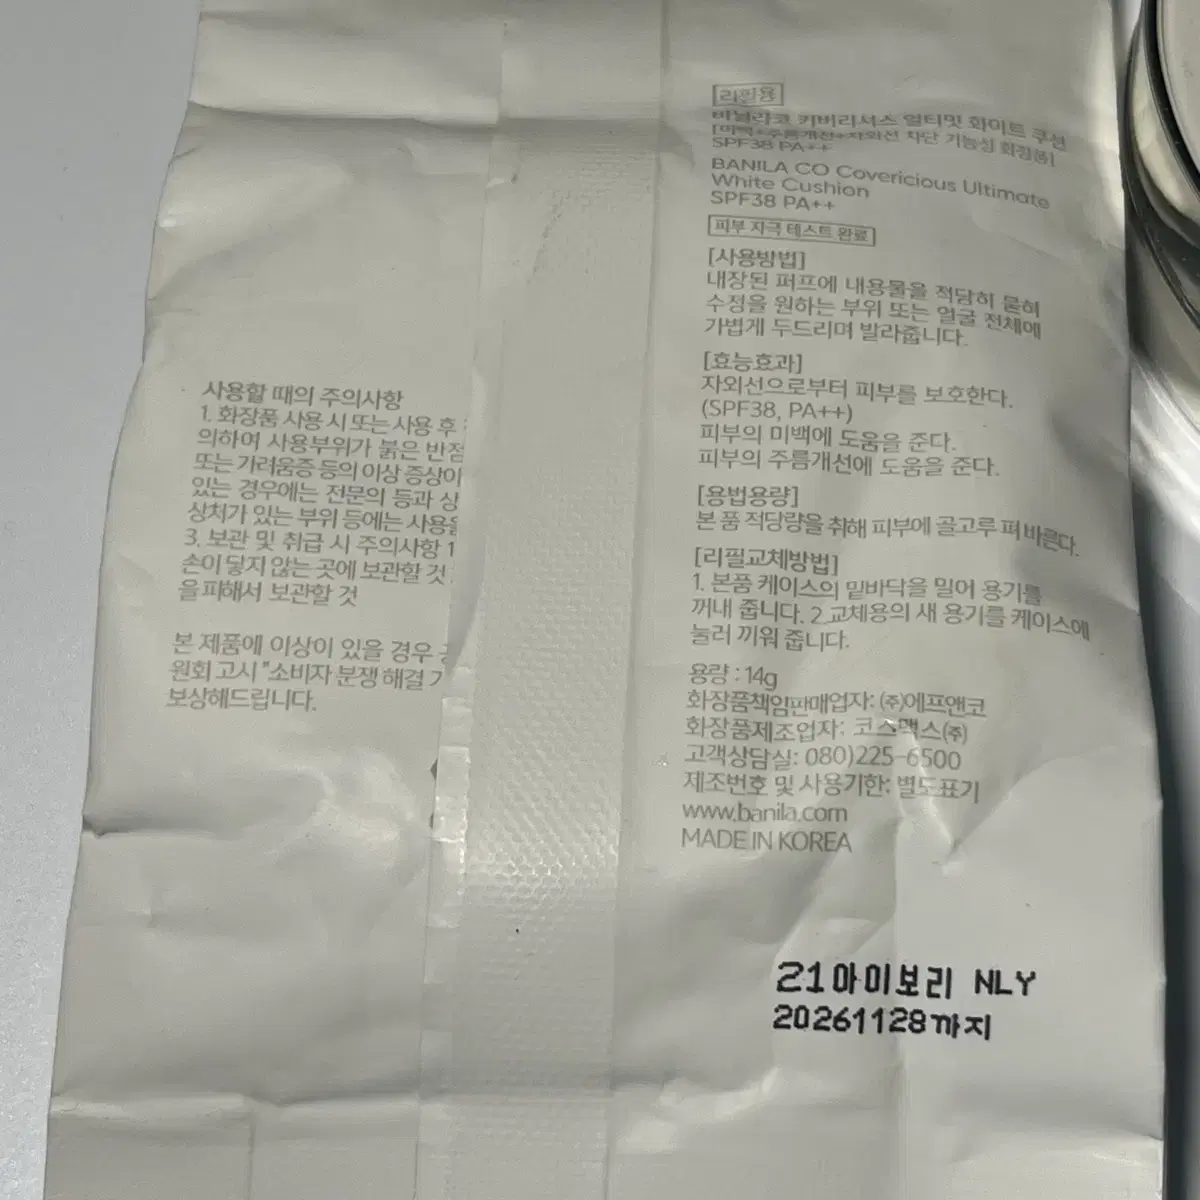 리필용
바닐라코 커버리셔스 얼티밋 화이트 쿠션
[미백+주름개선+자외선 차단 기능성 화장품]
SPF38 PA++
BANILA CO Covericious Ultimate
White Cushion
SPF38 PA++
피부 자극 테스트 완료
[사용방법]
내장된 퍼프에 내용물을 적당히 묻혀
수정을 원하는 부위 또는 얼굴 전체에
가볍게 두드리며 발라줍니다.
[효능효과]
자외선으로부터 피부를 보호한다.
(SPF38, PA++)
피부의 미백에 도움을 준다.
피부의 주름개선에 도움을 준다.
[용법용량]
본 품 적당량을 취해 피부에 골고루 펴 바른다.
[리필교체방법]
1. 본품 케이스의 밑바닥을 밀어 용기를
꺼내 줍니다. 2.교체용의 새 용기를 케이스에
눌러 끼워 줍니다.
용량 : 14g
화장품책임판매업자: (주)에프앤코
화장품제조업자: 코스맥스(주)
고객상담실: 080)225-6500
제조번호 및 사용기한: 별도표기
www.banila.com
MADE IN KOREA
21아이보리 NLY
20261128까지
사용할 때의 주의사항
1. 화장품 사용 시 또는 사용 후
의하여 사용부위가 붉은 반점
또는 가려움증 등의 이상 증상이
있는 경우에는 전문의 등과 상
상처가 있는 부위 등에는 사용을
3. 보관 및 취급 시 주의사항 1
손이 닿지 않는 곳에 보관할 것
을 피해서 보관할 것
본 제품에 이상이 있을 경우
원회 고시 "소비자 분쟁 해결
보상해드립니다.